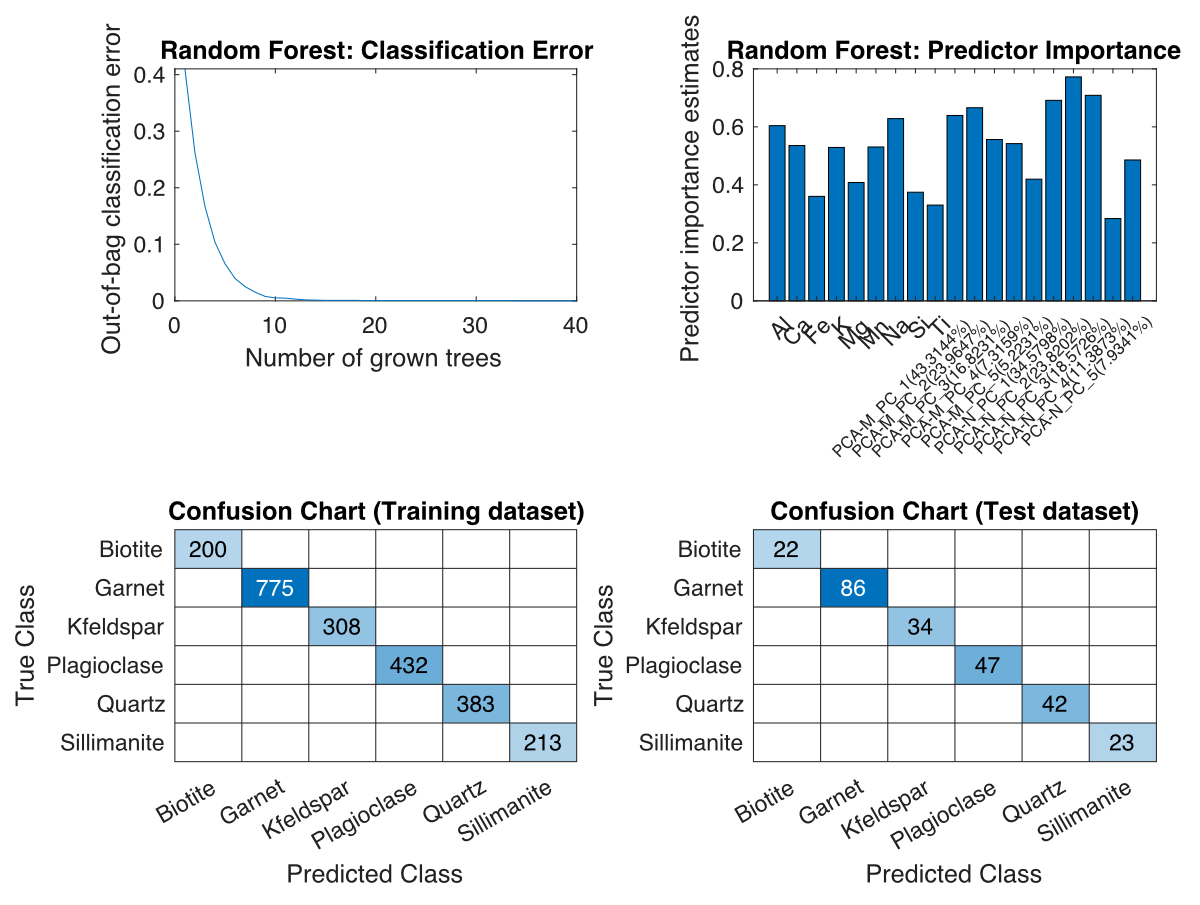 Random Forest: Classification Error
Out-of-bag classification error
0.4
0.3
0.2
0.1
0
0 10 20 30 40
Number of grown trees
Random Forest: Predictor Importance
Predictor importance estimates
0.8
0.6
0.4
0.2
0
Al
Ca
Fe
K
Mg
Mn
Na
Si
Ti
PCA-M_PC_1(43.3144%)
PCA-M_PC_2(23.9647%)
PCA-M_PC_3(16.8231%)
PCA-M_PC_4(7.3159%)
PCA-M_PC_5(5.2231%)
PCA-N_PC_1(34.5798%)
PCA-N_PC_2(23.8202%)
PCA-N_PC_3(18.5726%)
PCA-N_PC_4(11.3873%)
PCA-N_PC_5(7.9341%)
Confusion Chart (Training dataset)
True Class
Biotite 200
Garnet 775
Kfeldspar 308
Plagioclase 432
Quartz 383
Sillimanite 213
Biotite Garnet Kfeldspar Plagioclase Quartz Sillimanite
Predicted Class
Confusion Chart (Test dataset)
True Class
Biotite 22
Garnet 86
Kfeldspar 34
Plagioclase 47
Quartz 42
Sillimanite 23
Biotite Garnet Kfeldspar Plagioclase Quartz Sillimanite
Predicted Class